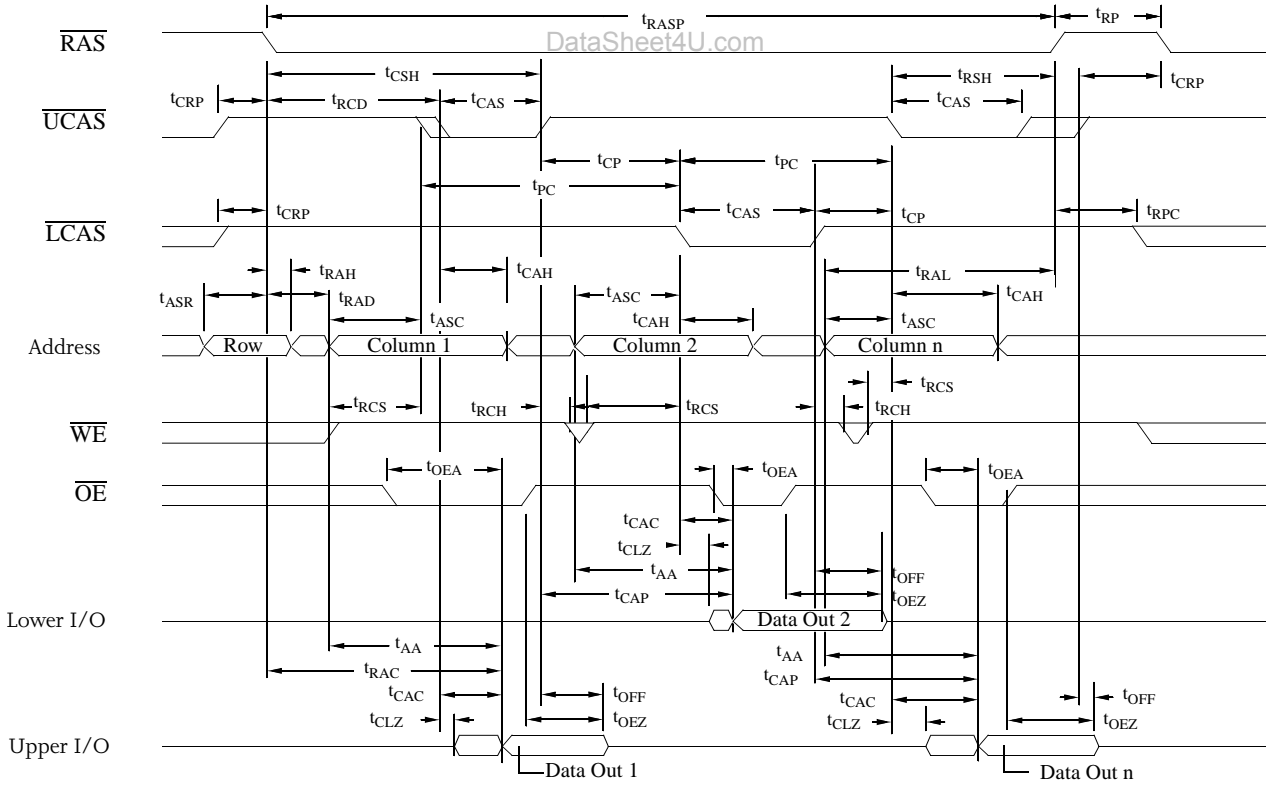 tRASP tRP
RAS
DataSheet4U.com
tCSH tRSH
tCRP tRCD tCAS tCAS tCRP
UCAS
tCP tPC
tPC
tCRP tCAS tCP tRPC
LCAS
tRAH tCAH tRAL
tASR tRAD tASC tCAH
tASC tCAH tASC
Address Row Column 1 Column 2 Column n
tRCS
tRCS tRCH tRCS tRCH
WE
tOEA tOEA tOEA
OE
tCAC
tCLZ
tAA tOFF
tCAP tOEZ
Lower I/O Data Out 2
tAA tAA
tRAC tCAP
tCAC tOFF tCAC tOFF
tCLZ tOEZ tCLZ tOEZ
Upper I/O
Data Out 1 Data Out n